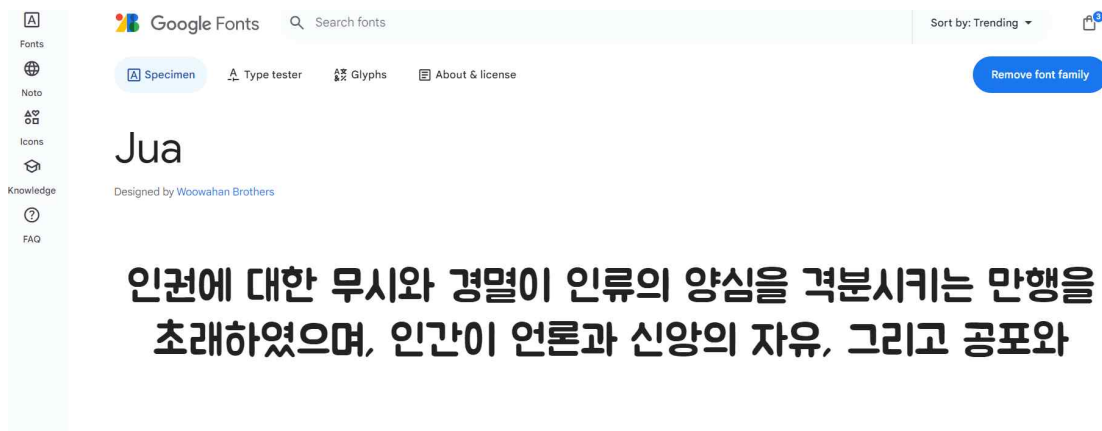 Google Fonts
Search fonts
Sort by: Trending
3
Fonts
Noto
Icons
Knowledge
FAQ
Specimen
Type tester
Glyphs
About & license
Remove font family
Jua
Designed by Woowahan Brothers
인권에 대한 무시와 경멸이 인류의 양심을 격분시키는 만행을
초래하였으며, 인간이 언론과 신앙의 자유, 그리고 공포와